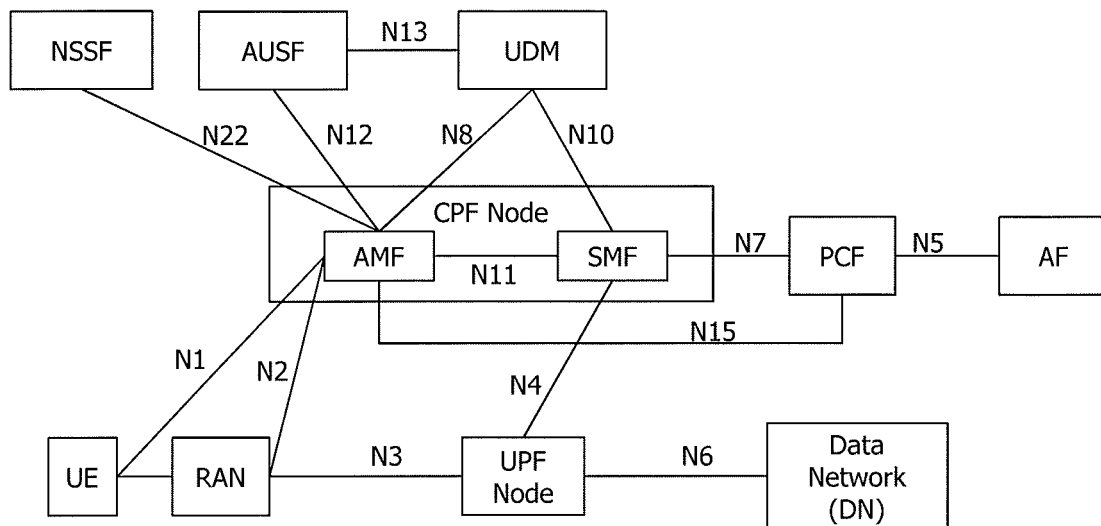 NSSF
AUSF
N13
UDM
N22
N12
N8
N10
CPF Node
AMF
N11
SMF
N7
PCF
N5
AF
N15
N1
N2
N4
UE
RAN
N3
UPF
Node
N6
Data
Network
(DN)